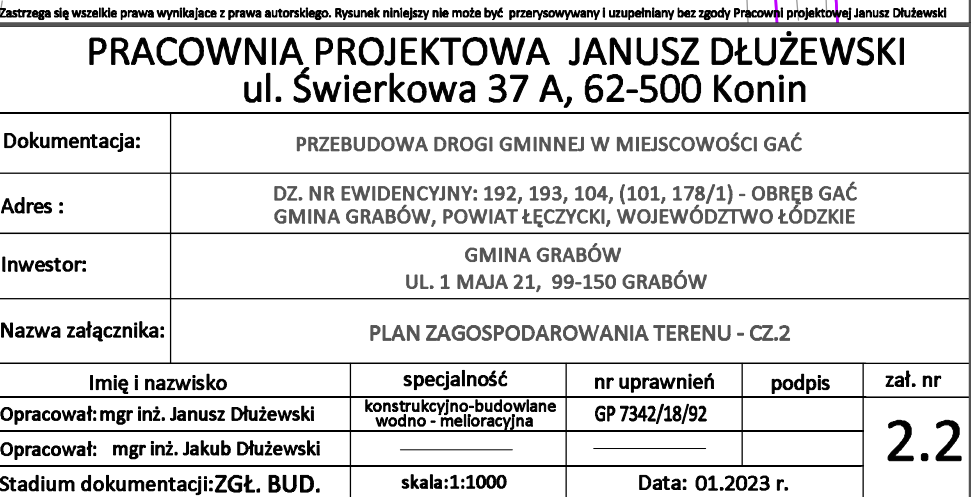 Zastrzega się wszelkie prawa wynikajace z prawa autorskiego. Rysunek niniejszy nie może być przerysowywany i uzupełniany bez zgody Pracowni projektowej Janusz Dłużewski
PRACOWNIA PROJEKTOWA JANUSZ DŁUŻEWSKI
ul. Świerkowa 37 A, 62-500 Konin
Dokumentacja: PRZEBUDOWA DROGI GMINNEJ W MIEJSCOWOŚCI GAĆ
Adres : DZ. NR EWIDENCYJNY: 192, 193, 104, (101, 178/1) - OBRĘB GAĆ
GMINA GRABÓW, POWIAT ŁĘCZYCKI, WOJEWÓDZTWO ŁÓDZKIE
Inwestor: GMINA GRABÓW
UL. 1 MAJA 21, 99-150 GRABÓW
Nazwa załącznika: PLAN ZAGOSPODAROWANIA TERENU - CZ.2
Imię i nazwisko specjalność nr uprawnień podpis zał. nr
Opracował: mgr inż. Janusz Dłużewski konstrukcyjno-budowlane GP 7342/18/92
wodno - melioracyjna
2.2
Opracował: mgr inż. Jakub Dłużewski
Stadium dokumentacji: ZGŁ. BUD. skala:1:1000 Data: 01.2023 r.